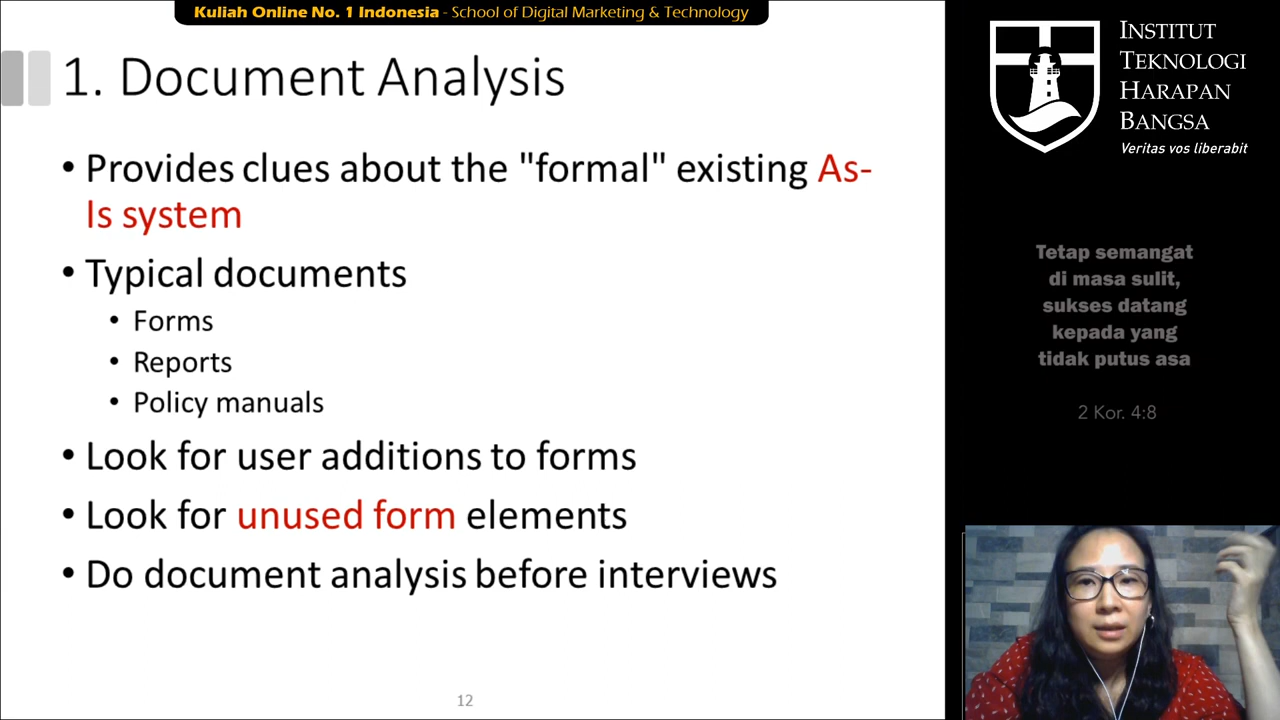 Kuliah Online No. 1 Indonesia - School of Digital Marketing & Technology
1. Document Analysis
• Provides clues about the "formal" existing As-
Is system
• Typical documents
• Forms
• Reports
• Policy manuals
• Look for user additions to forms
• Look for unused form elements
• Do document analysis before interviews
12
INSTITUT
TEKNOLOGI
HARAPAN
BANGSA
Veritas vos liberabit
Tetap semangat
di masa sulit,
sukses datang
kepada yang
tidak putus asa
2 Kor. 4:8